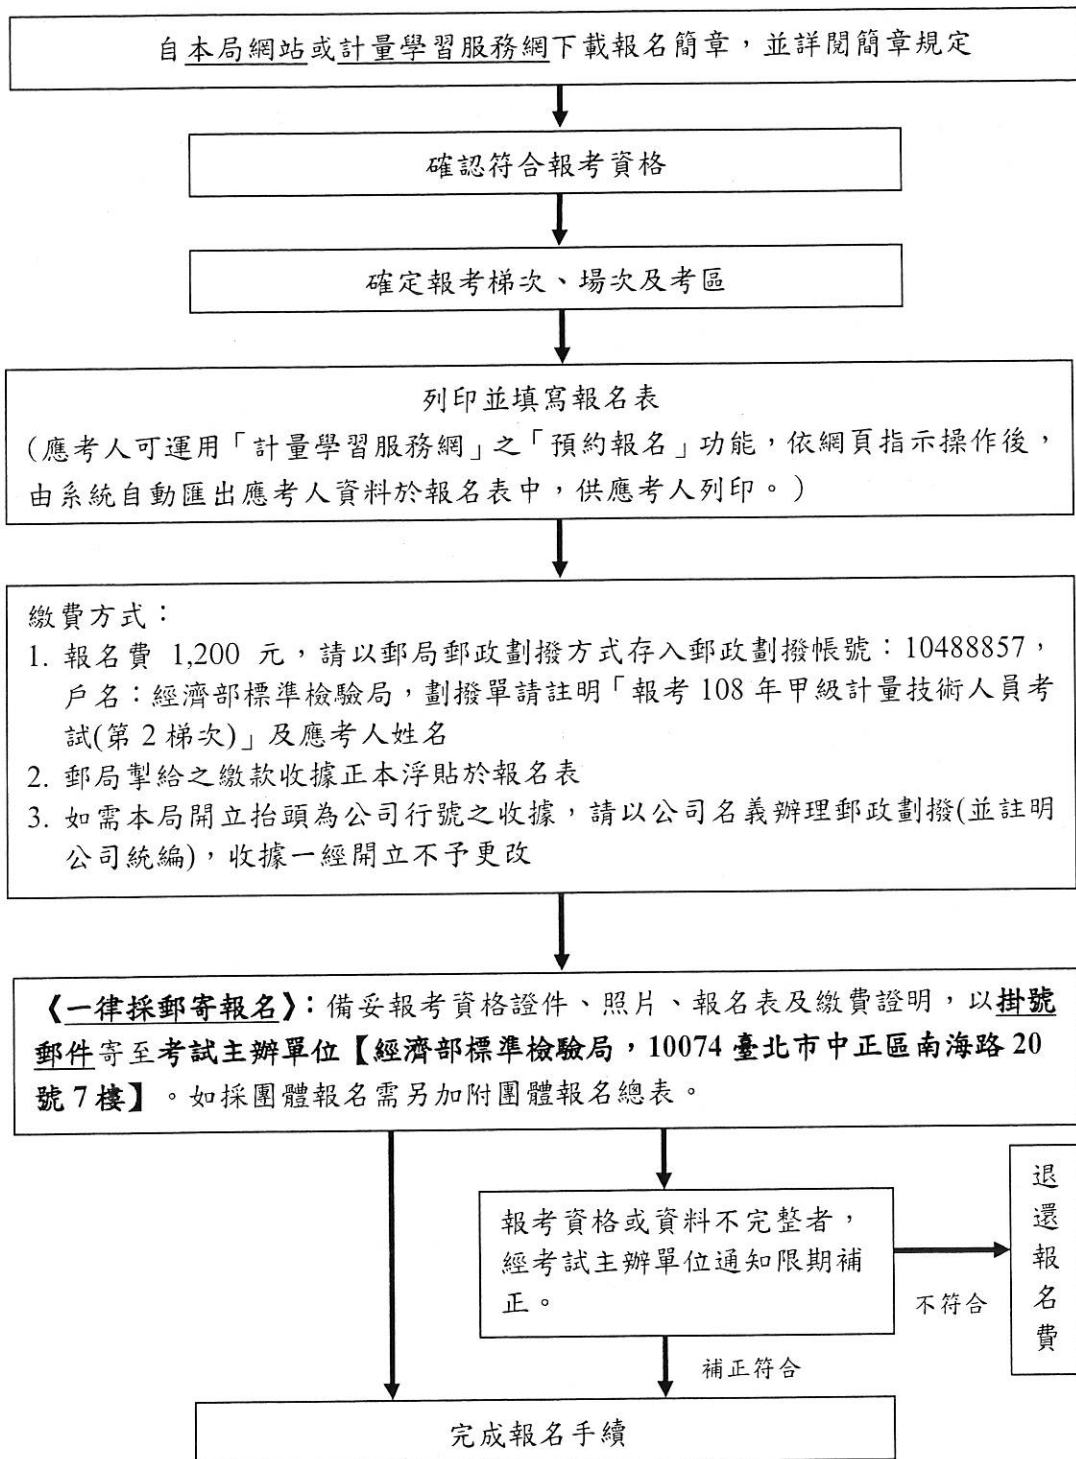 自本局網站或計量學習服務網下載報名簡章，並詳閱簡章規定
確認符合報考資格
確定報考梯次、場次及考區
列印並填寫報名表
（應考人可運用「計量學習服務網」之「預約報名」功能，依網頁指示操作後，
由系統自動匯出應考人資料於報名表中，供應考人列印。）
繳費方式：
1. 報名費 1,200 元，請以郵局郵政劃撥方式存入郵政劃撥帳號：10488857，
戶名：經濟部標準檢驗局，劃撥單請註明「報考 108 年甲級計量技術人員考
試(第 2 梯次)」及應考人姓名
2. 郵局掣給之繳款收據正本浮貼於報名表
3. 如需本局開立抬頭為公司行號之收據，請以公司名義辦理郵政劃撥(並註明
公司統編)，收據一經開立不予更改
《一律採郵寄報名》：備妥報考資格證件、照片、報名表及繳費證明，以掛號
郵件寄至考試主辦單位【經濟部標準檢驗局，10074 臺北市中正區南海路 20
號 7 樓】。如採團體報名需另加附團體報名總表。
報考資格或資料不完整者，
經考試主辦單位通知限期補
正。
不符合
退還報名費
補正符合
完成報名手續